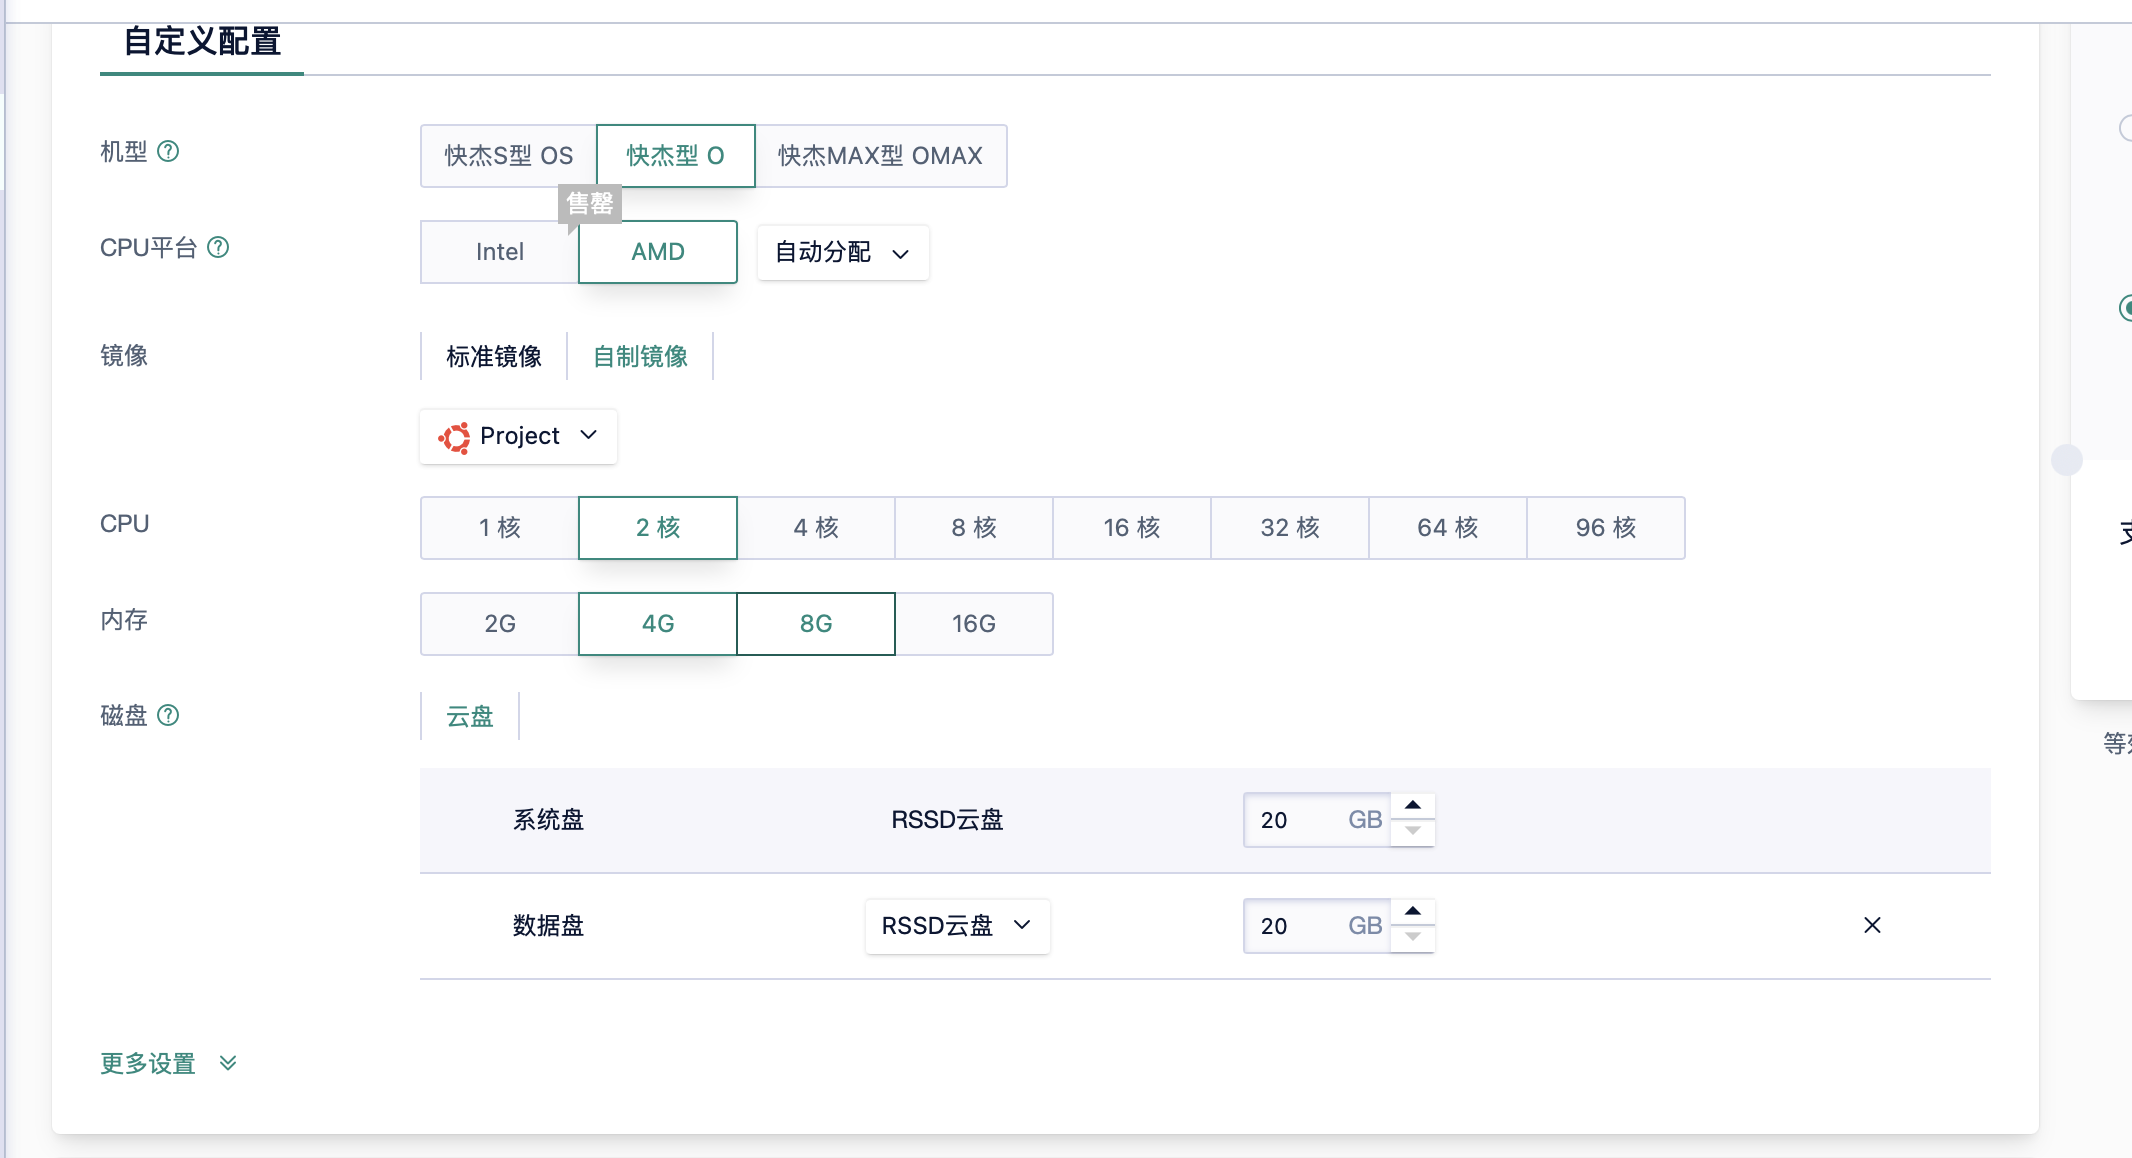 自定义配置
机型
快杰S型 OS 快杰型 O 快杰MAX型 OMAX
售罄
CPU平台 Intel AMD 自动分配
镜像 标准镜像 自制镜像
Project
CPU 1 核 2 核 4 核 8 核 16 核 32 核 64 核 96 核
内存 2G 4G 8G 16G
磁盘 云盘
系统盘 RSSD云盘 20 GB
数据盘 RSSD云盘 20 GB
更多设置
等